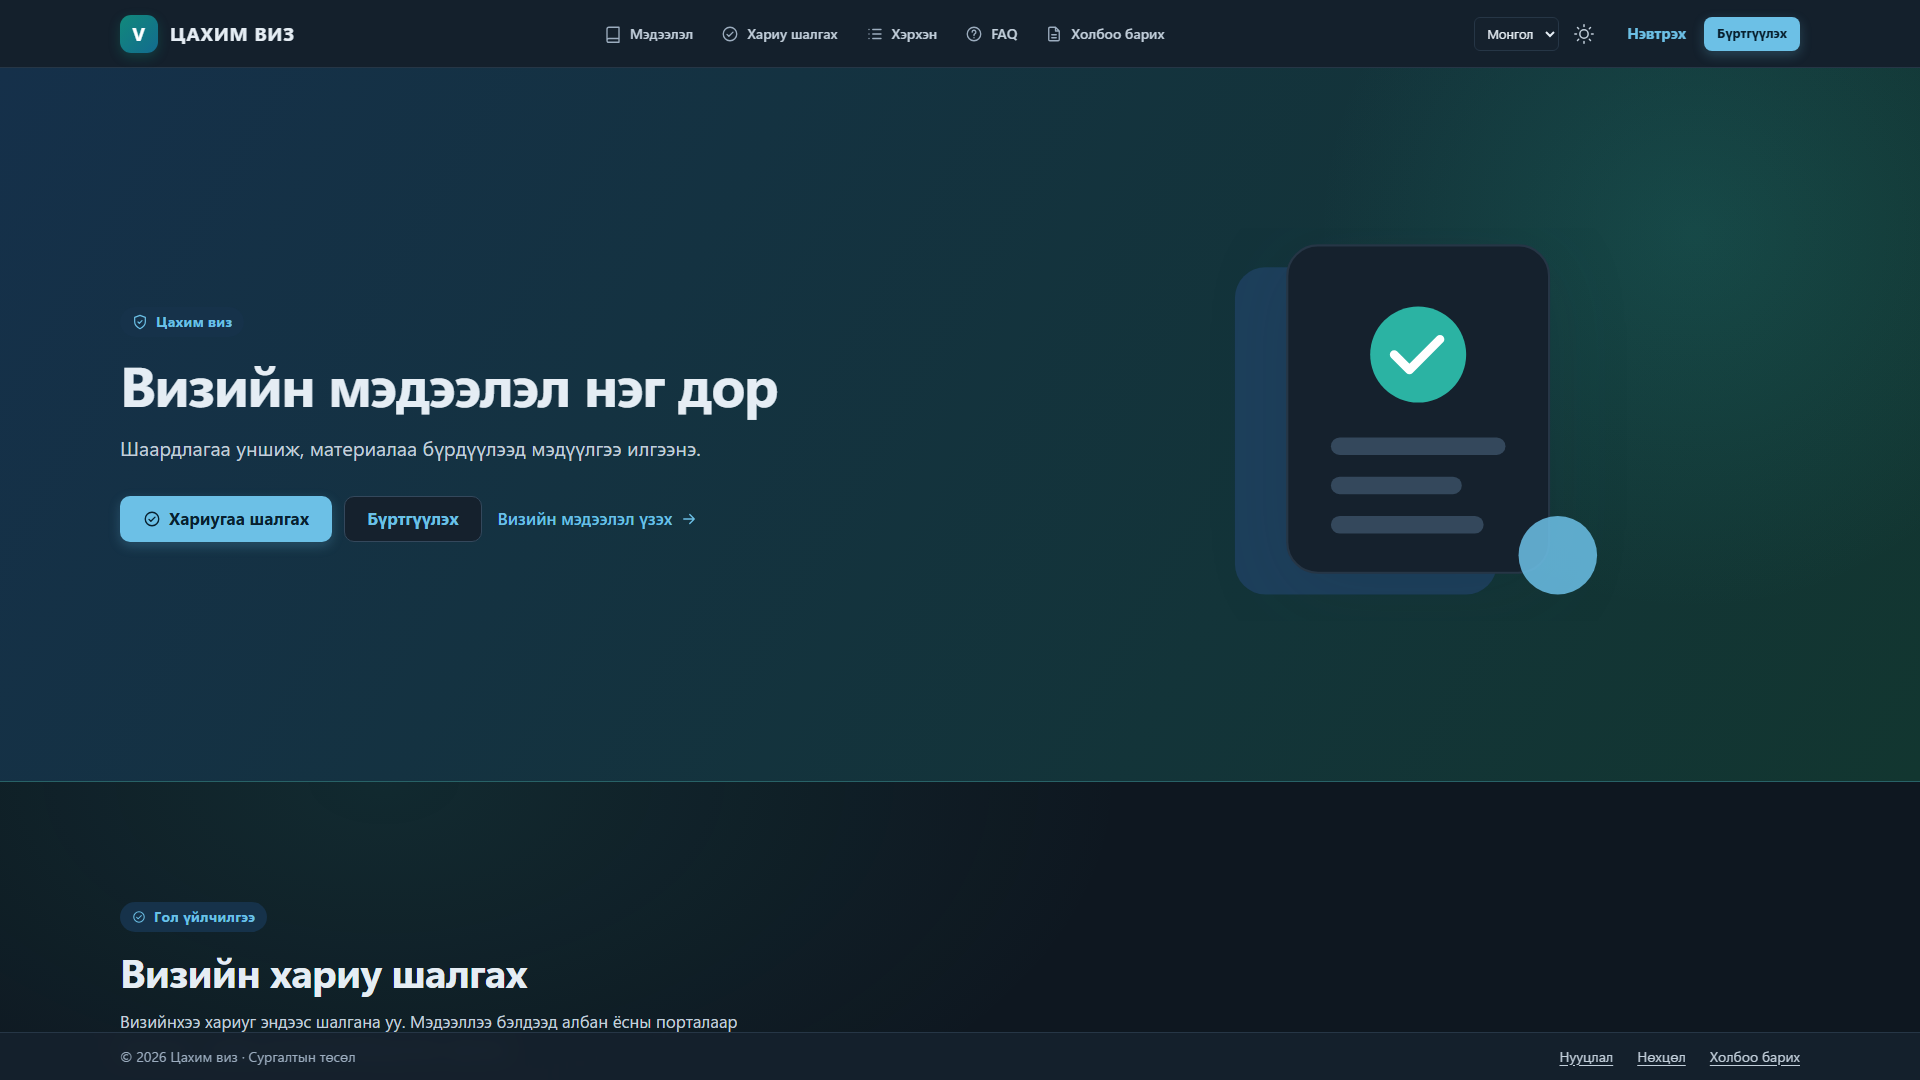 V ЦАХИМ ВИЗ
Мэдээлэл
Хариу шалгах
Хэрхэн
FAQ
Холбоо барих
Монгол
Нэвтрэх
Бүртгүүлэх
Цахим виз
Визийн мэдээлэл нэг дор
Шаардлагаа уншиж, материалаа бүрдүүлээд мэдүүлгээ илгээнэ.
Хариугаа шалгах
Бүртгүүлэх
Визийн мэдээлэл үзэх →
Гол үйлчилгээ
Визийн хариу шалгах
Визийнхээ хариуг эндээс шалгана уу. Мэдээллээ бэлдээд албан ёсны порталаар
© 2026 Цахим виз · Сургалтын төсөл
Нууцлал
Нөхцөл
Холбоо барих